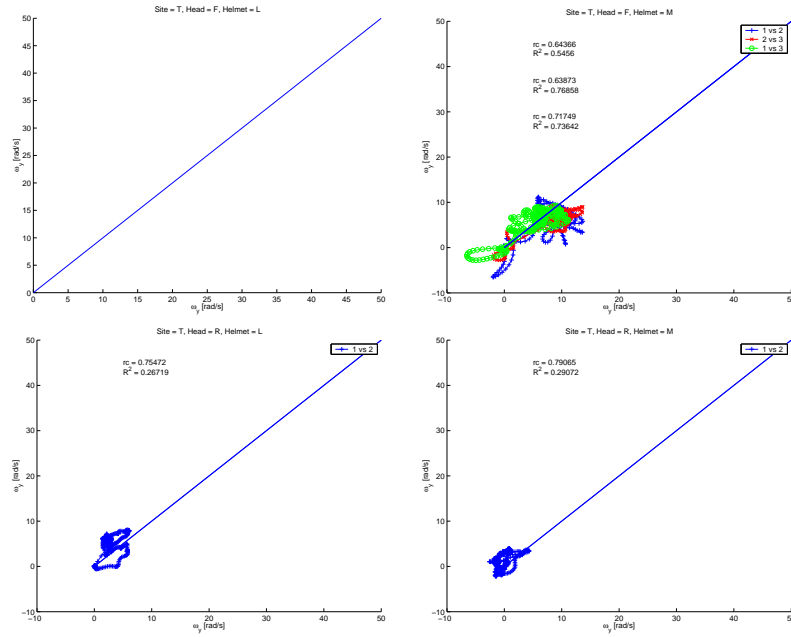 Site = T, Head = F, Helmet = L
50
45
40
35
30
25
20
15
10
5
0
ω_y [rad/s]
0 5 10 15 20 25 30 35 40 45 50
ω_y [rad/s]
Site = T, Head = F, Helmet = M
1 vs 2
2 vs 3
1 vs 3
rc = 0.64366
R^2 = 0.5456
rc = 0.63873
R^2 = 0.76858
rc = 0.71749
R^2 = 0.73642
50
40
30
20
10
0
−10
ω_y [rad/s]
−10 0 10 20 30 40 50
ω_y [rad/s]
Site = T, Head = R, Helmet = L
1 vs 2
rc = 0.75472
R^2 = 0.26719
50
40
30
20
10
0
−10
ω_y [rad/s]
−10 0 10 20 30 40 50
ω_y [rad/s]
Site = T, Head = R, Helmet = M
1 vs 2
rc = 0.79065
R^2 = 0.29072
50
40
30
20
10
0
−10
ω_y [rad/s]
−10 0 10 20 30 40 50
ω_y [rad/s]